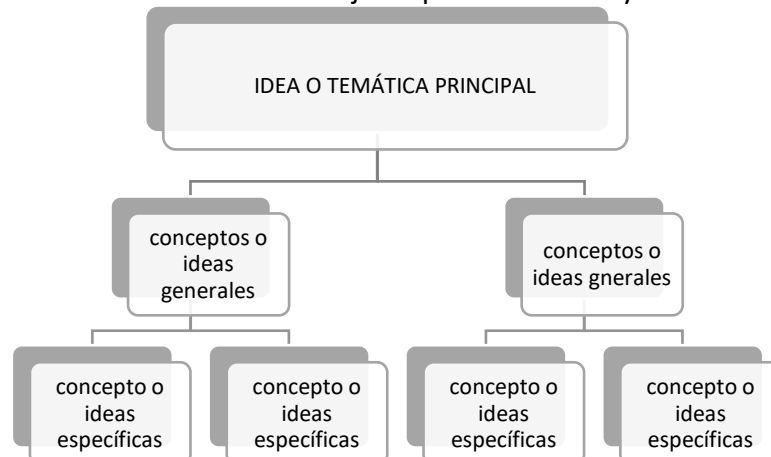 IDEA O TEMÁTICA PRINCIPAL
conceptos o
ideas
generales
conceptos o
ideas gnerales
concepto o
ideas
específicas
concepto o
ideas
específicas
concepto o
ideas
específicas
concepto o
ideas
específicas